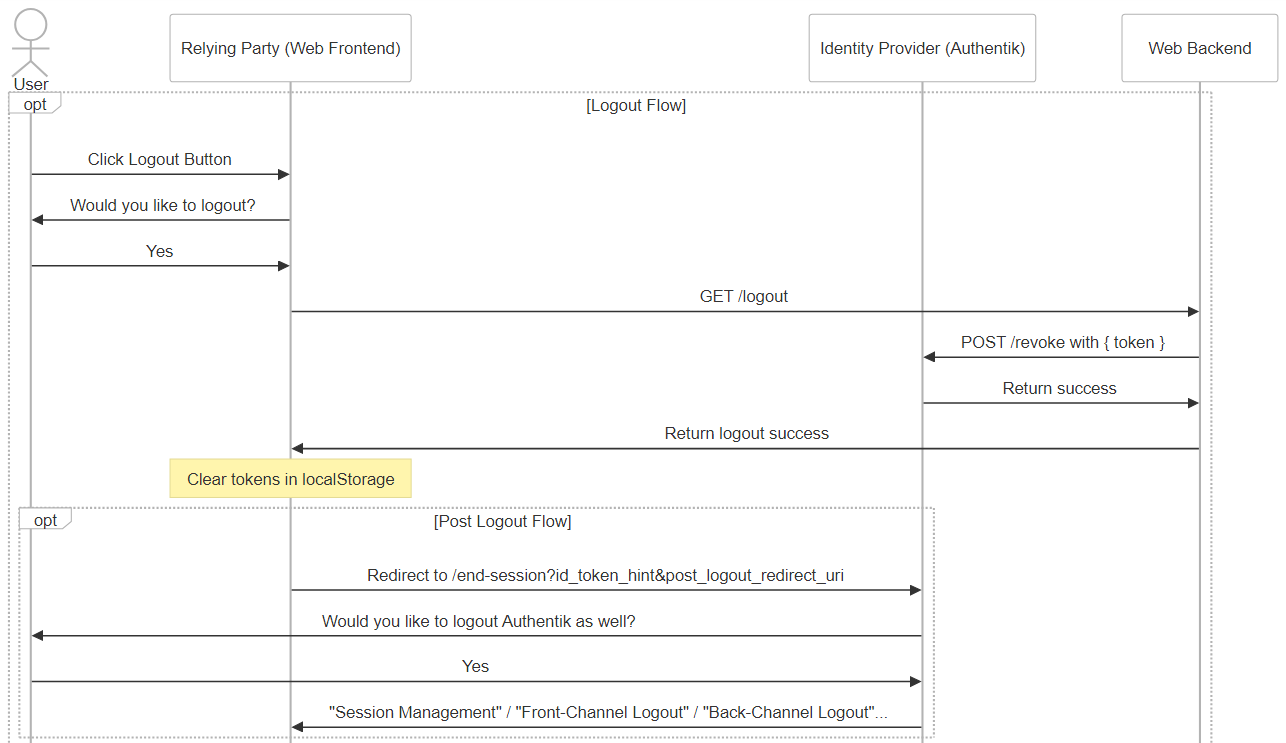 Relying Party (Web Frontend)
Identity Provider (Authentik)
Web Backend
User
opt
[Logout Flow]
Click Logout Button
Would you like to logout?
Yes
GET /logout
POST /revoke with { token }
Return success
Return logout success
Clear tokens in localStorage
opt
[Post Logout Flow]
Redirect to /end-session?id_token_hint&post_logout_redirect_uri
Would you like to logout Authentik as well?
Yes
"Session Management" / "Front-Channel Logout" / "Back-Channel Logout"...